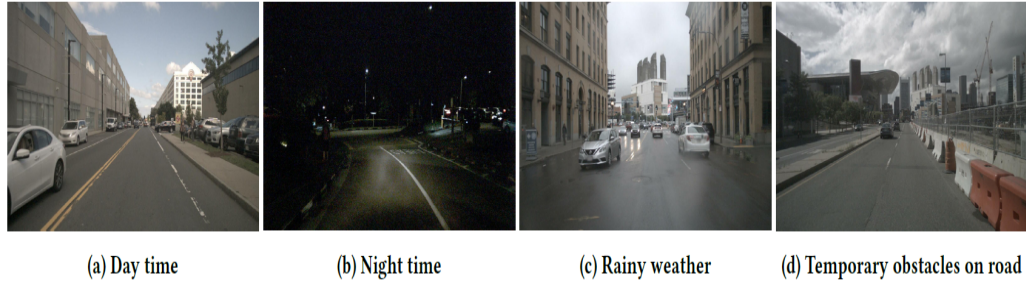 (a) Day time
(b) Night time
(c) Rainy weather
(d) Temporary obstacles on road